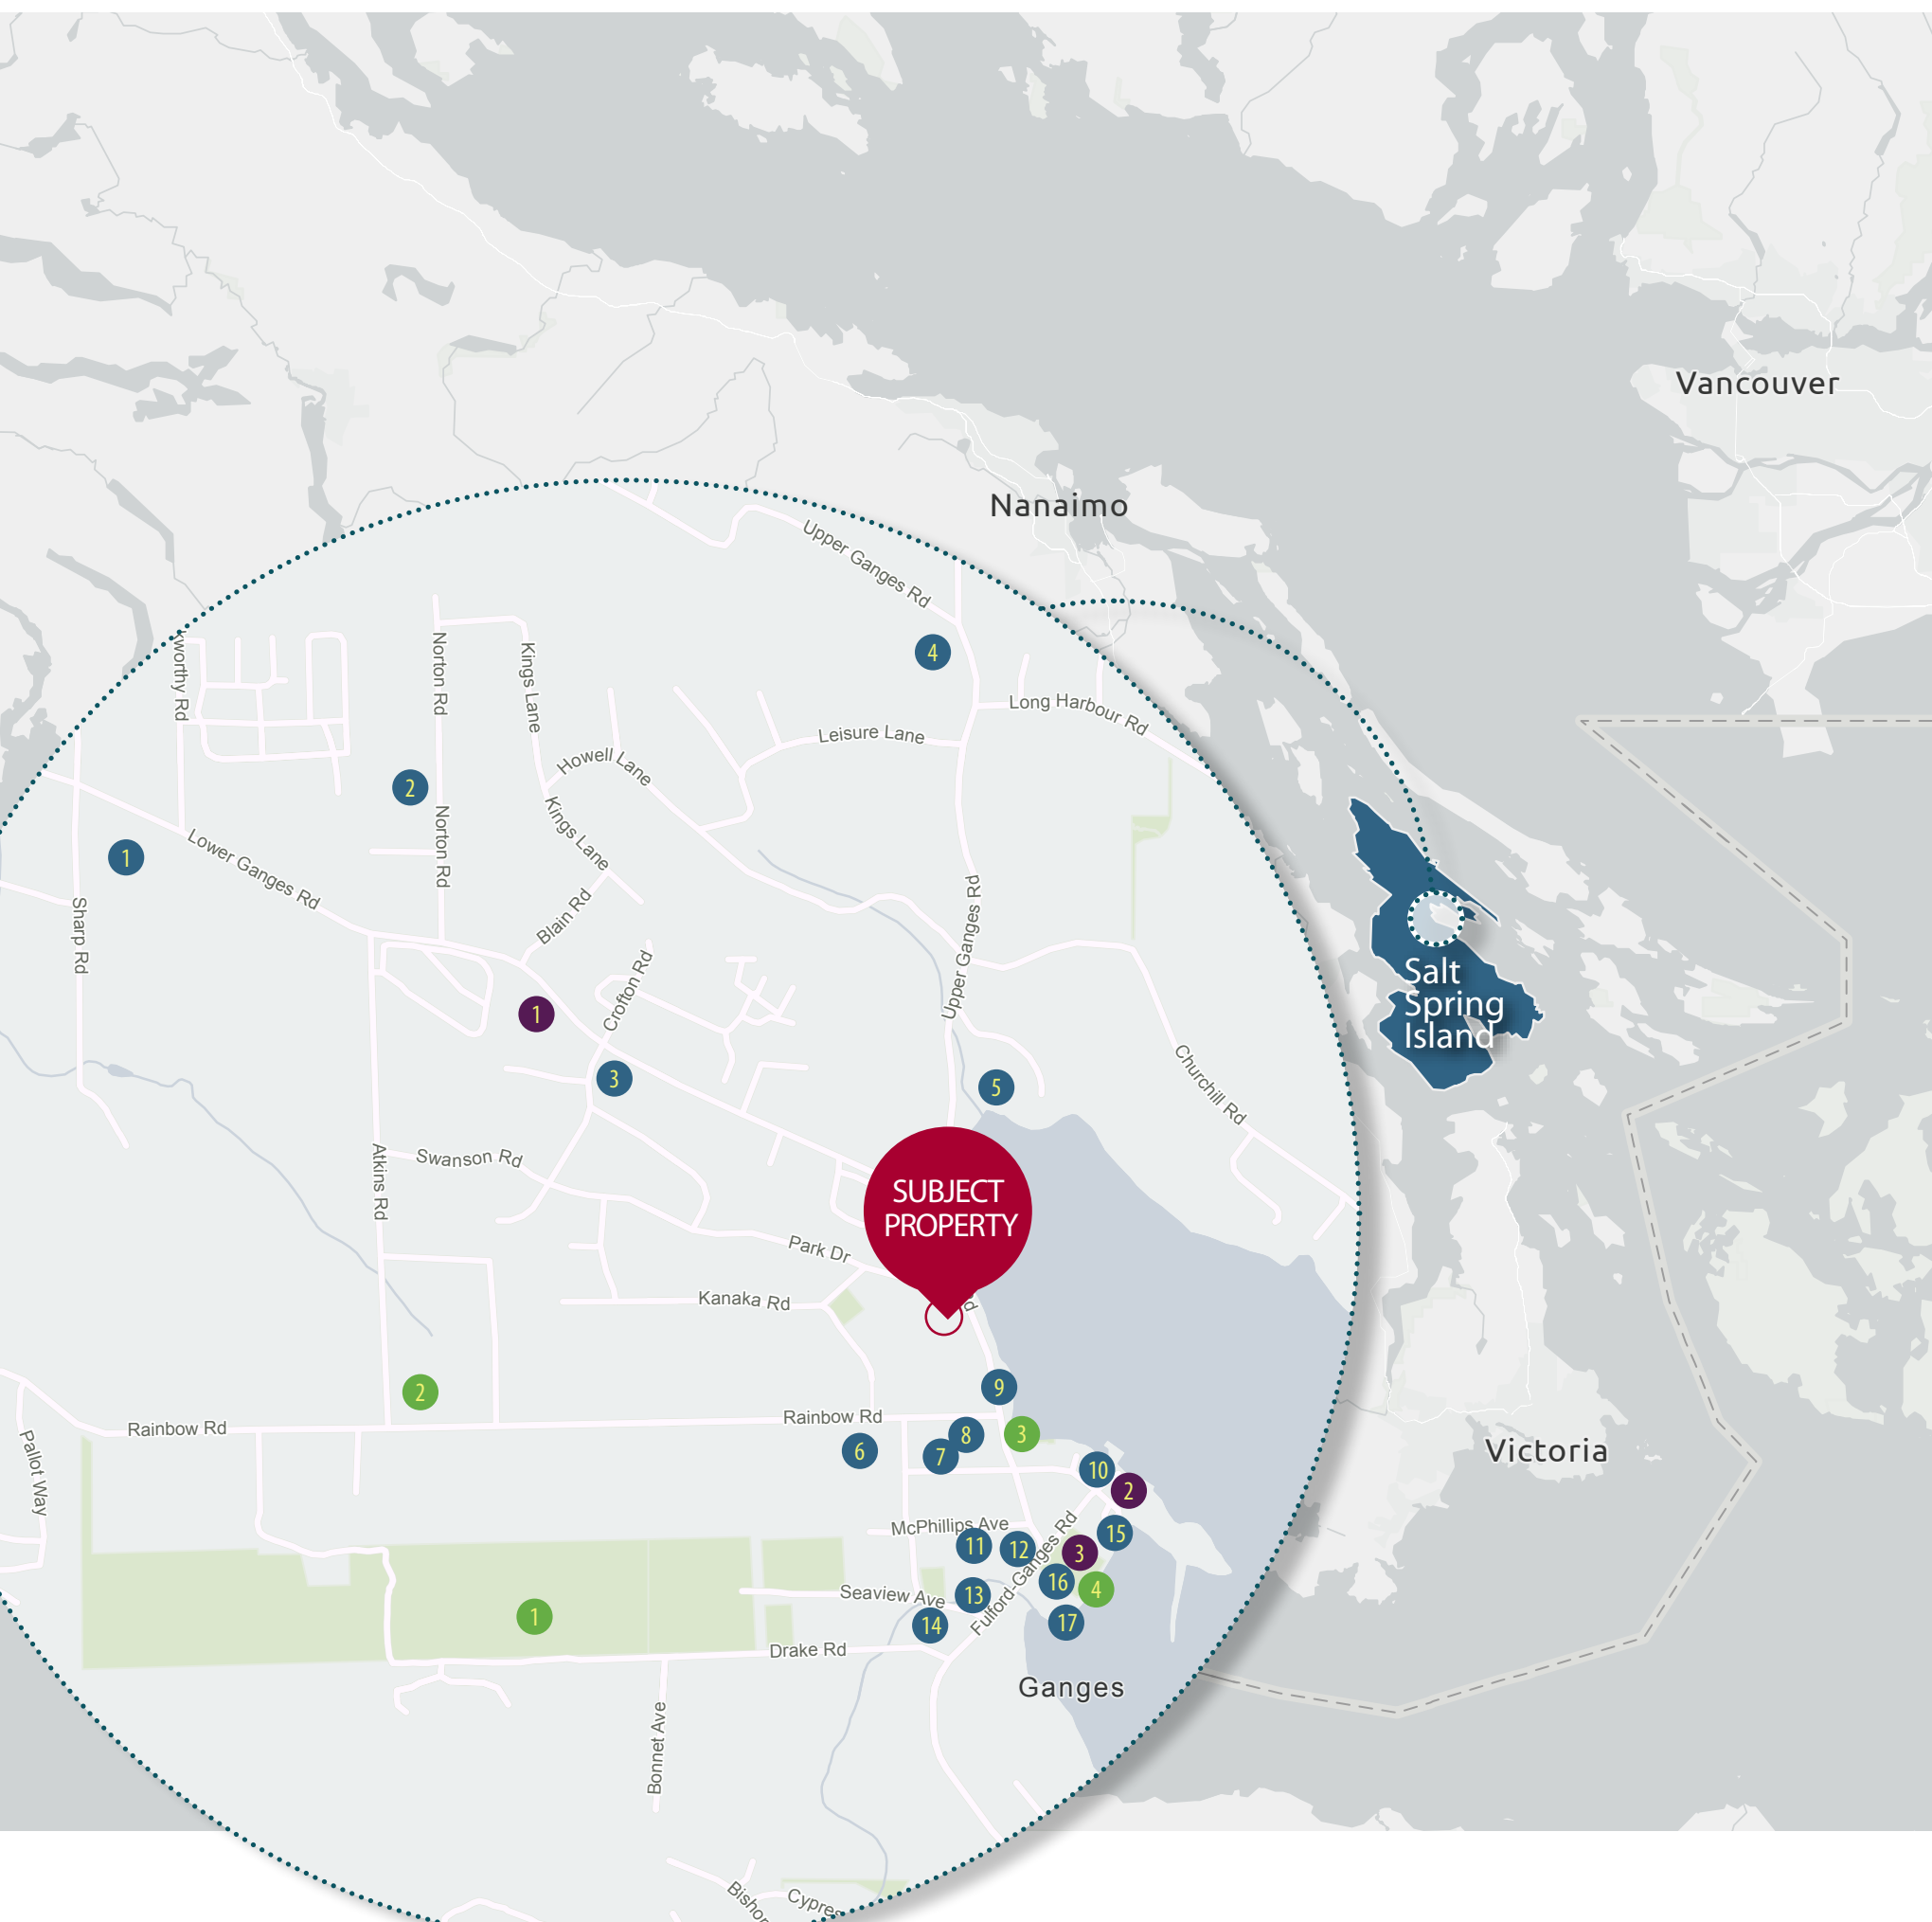 Vancouver
Nanaimo
Upper Ganges Rd
Norton Rd
Kings Lane
4
Long Harbour Rd
Leisure Lane
Howell Lane
2
Kings Lane
Norton Rd
1
Lower Ganges Rd
Blain Rd
Sharp Rd
Upper Ganges Rd
Crofton Rd
Salt
Spring
Island
1
3
5
Churchill Rd
Swanson Rd
Atkins Rd
SUBJECT
PROPERTY
Park Dr
Kanaka Rd
9
2
Rainbow Rd
Rainbow Rd
8
3
6
7
Victoria
Pallot Way
10
2
McPhillips Ave
15
11
12
3
Fulford-Ganges Rd
16
4
13
Seaview Ave
1
14
17
Drake Rd
Ganges
Bonnet Ave